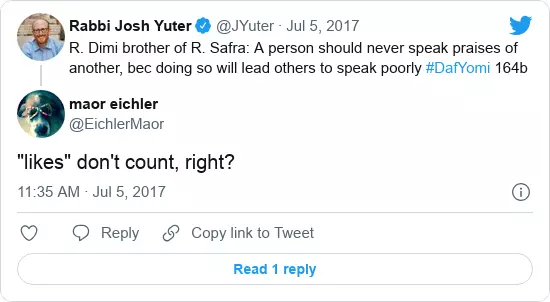 Rabbi Josh Yuter @JYuter · Jul 5, 2017
R. Dimi brother of R. Safra: A person should never speak praises of
another, bec doing so will lead others to speak poorly #DafYomi 164b
maor eichler
@EichlerMaor
"likes" don't count, right?
11:35 AM · Jul 5, 2017
Reply Copy link to Tweet
Read 1 reply